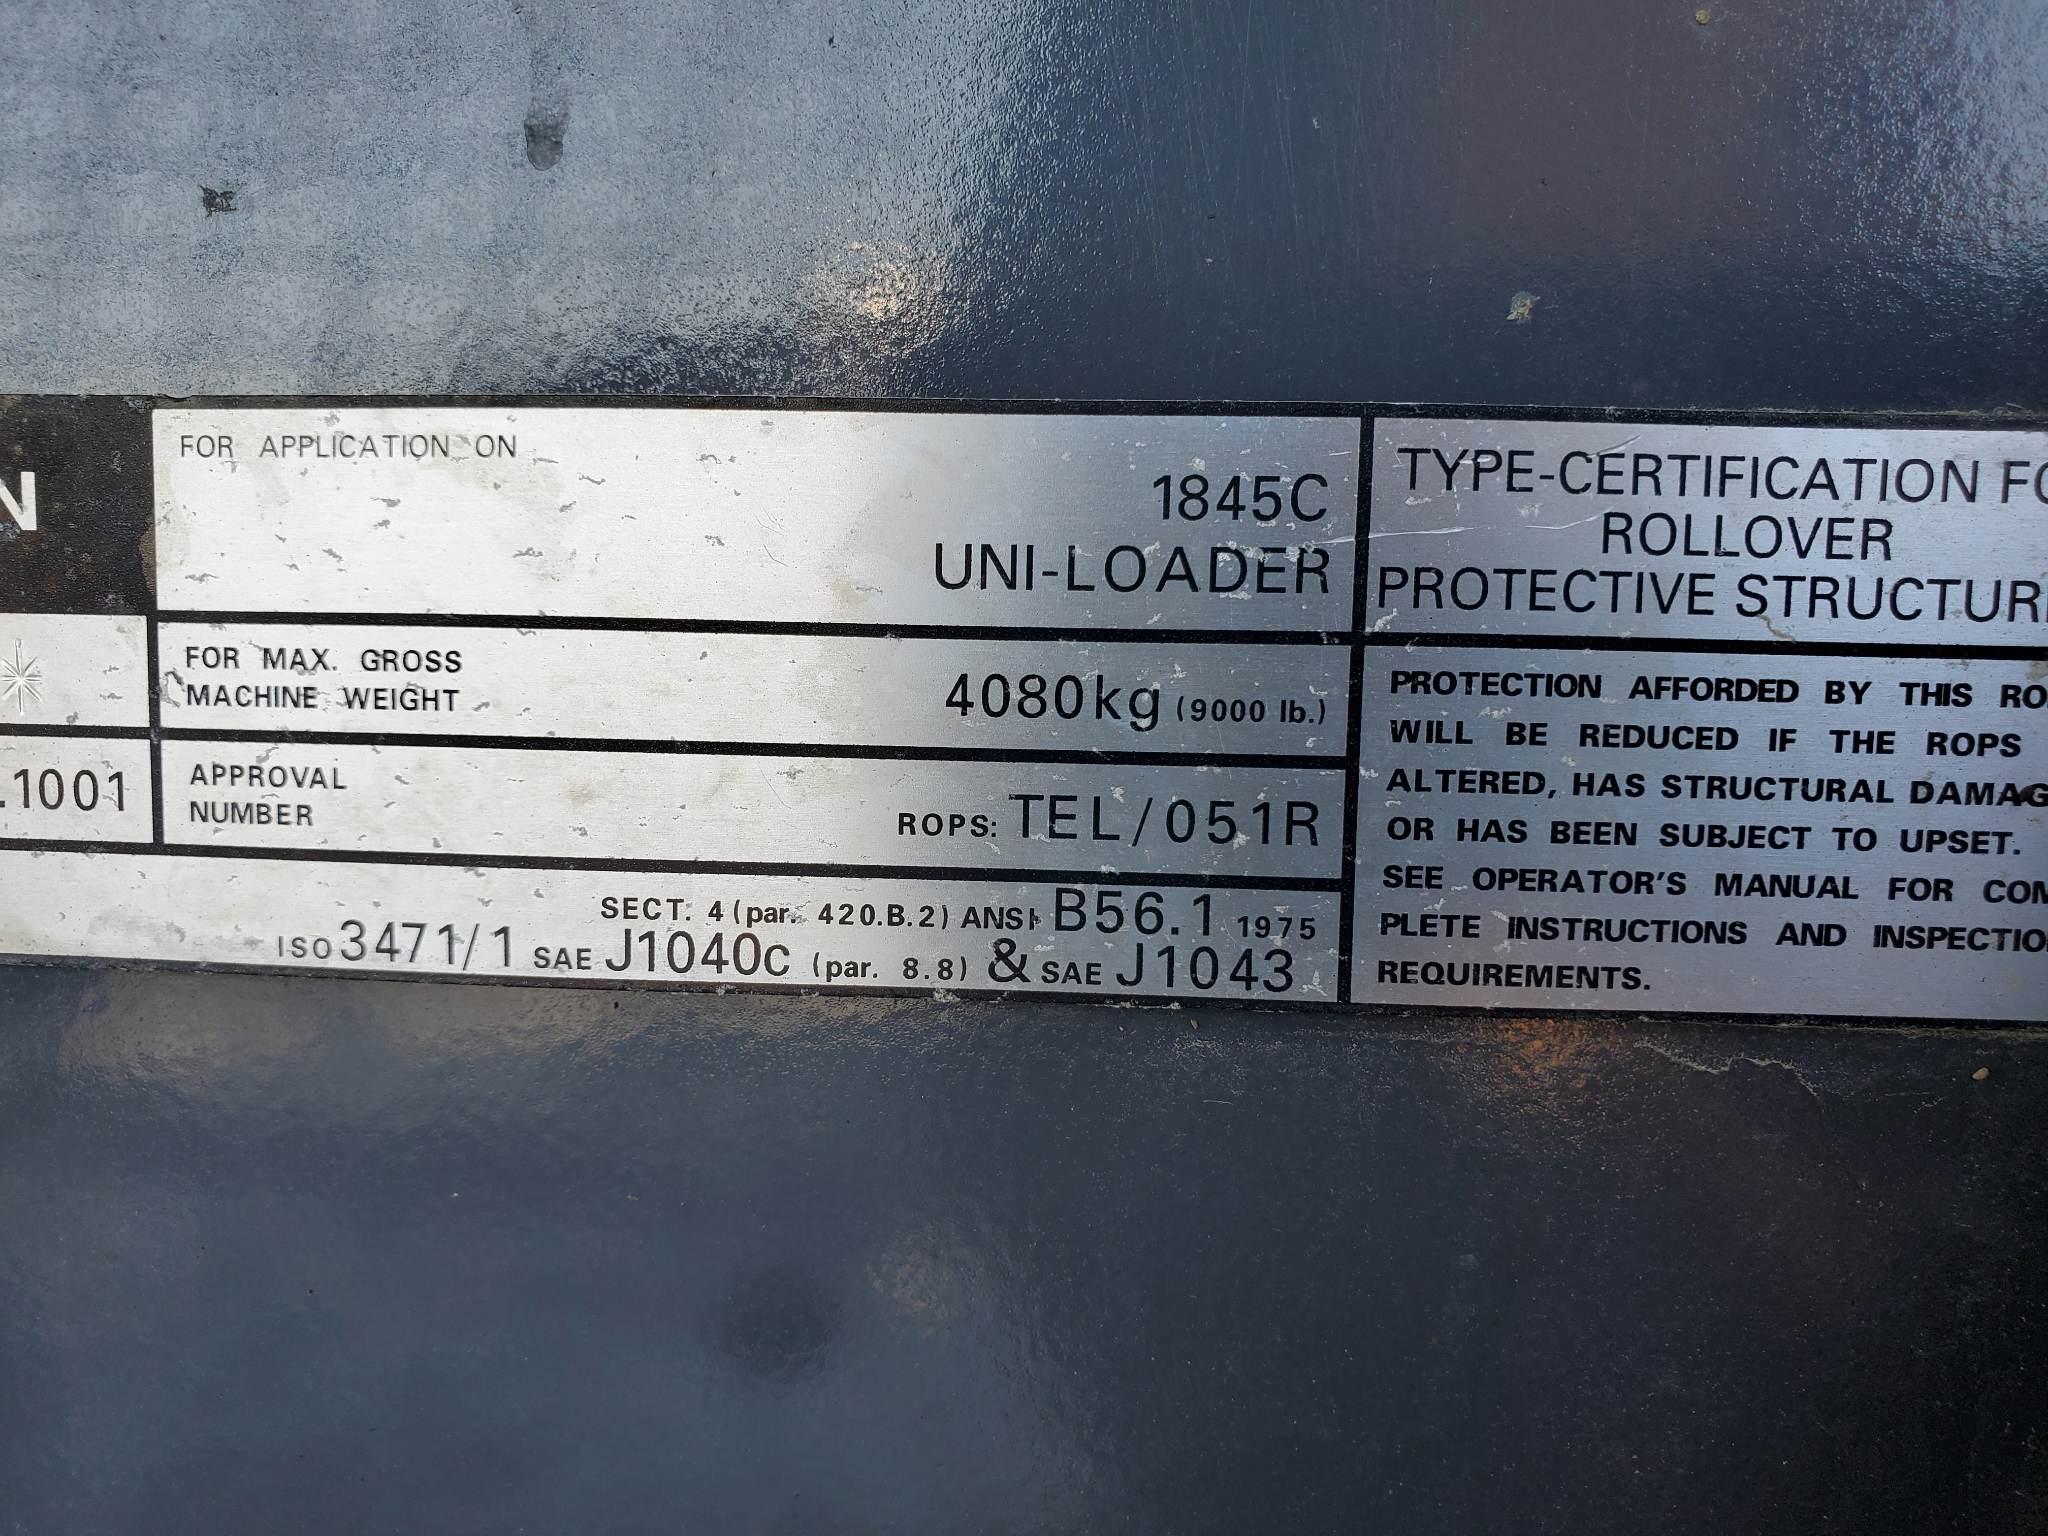 N
FOR APPLICATION ON
1845C
UNI-LOADER
FOR MAX. GROSS
MACHINE WEIGHT
4080kg (9000 lb.)
.1001
APPROVAL
NUMBER
ROPS: TEL/051R
SECT. 4 (par. 420.B.2) ANSI B56.1 1975
ISO 3471/1 SAE J1040c (par. 8.8) & SAE J1043
TYPE-CERTIFICATION FO
ROLLOVER
PROTECTIVE STRUCTUR
PROTECTION AFFORDED BY THIS RO
WILL BE REDUCED IF THE ROPS
ALTERED, HAS STRUCTURAL DAMAG
OR HAS BEEN SUBJECT TO UPSET.
SEE OPERATOR'S MANUAL FOR COM
PLETE INSTRUCTIONS AND INSPECTIO
REQUIREMENTS.